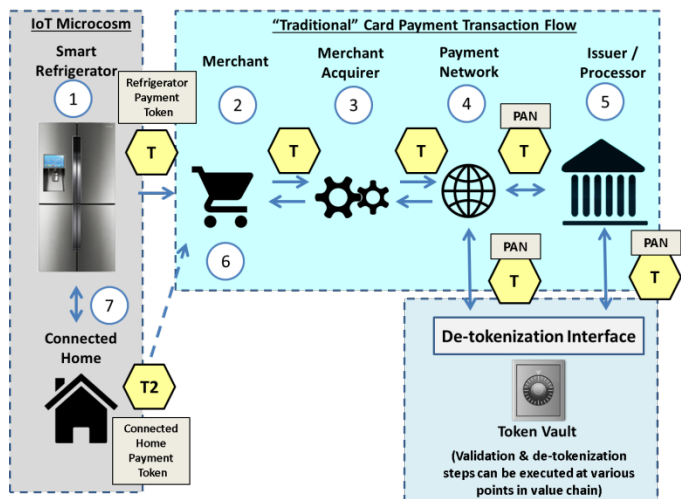 IoT Microcosm
Smart
Refrigerator
1
Refrigerator
Payment
Token
T
“Traditional” Card Payment Transaction Flow
Merchant
2
Merchant
Acquirer
3
Payment
Network
4
Issuer /
Processor
5
T
T
PAN
T
6
7
Connected
Home
T2
Connected
Home
Payment
Token
PAN
T
PAN
T
De-tokenization Interface
Token Vault
(Validation & de-tokenization
steps can be executed at various
points in value chain)